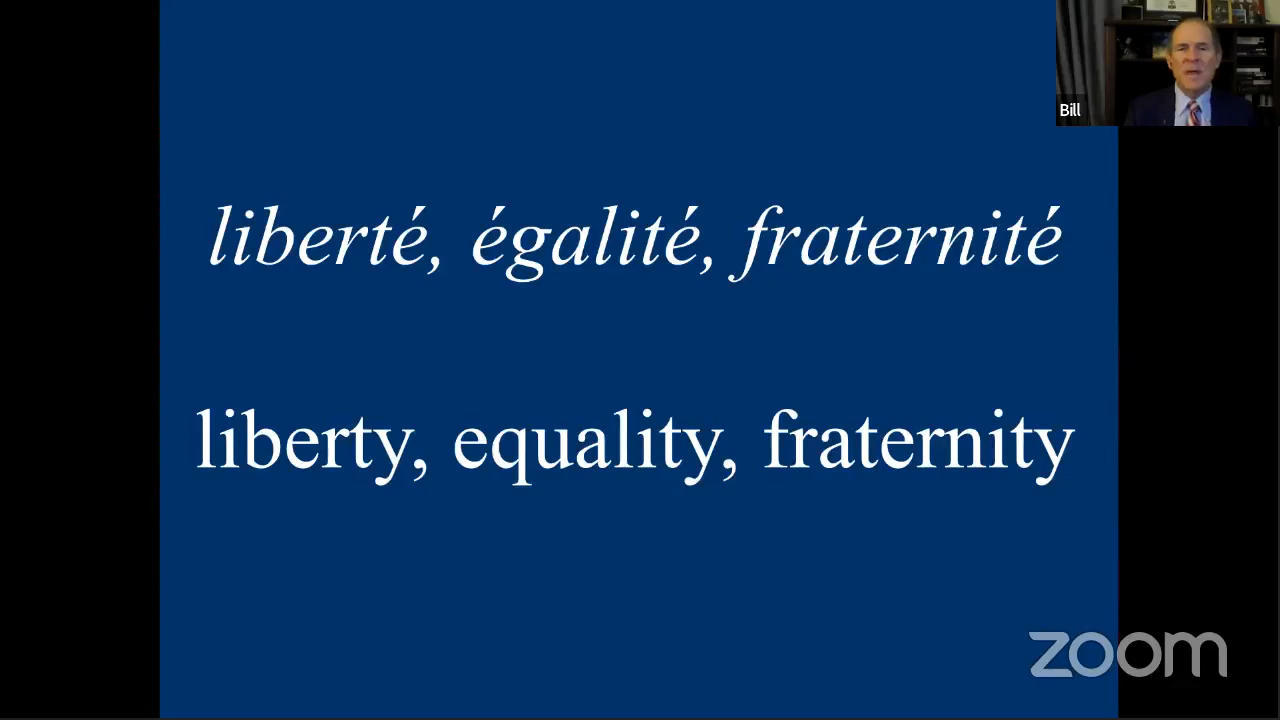 Bill
liberté, égalité, fraternité
liberty, equality, fraternity
zoom